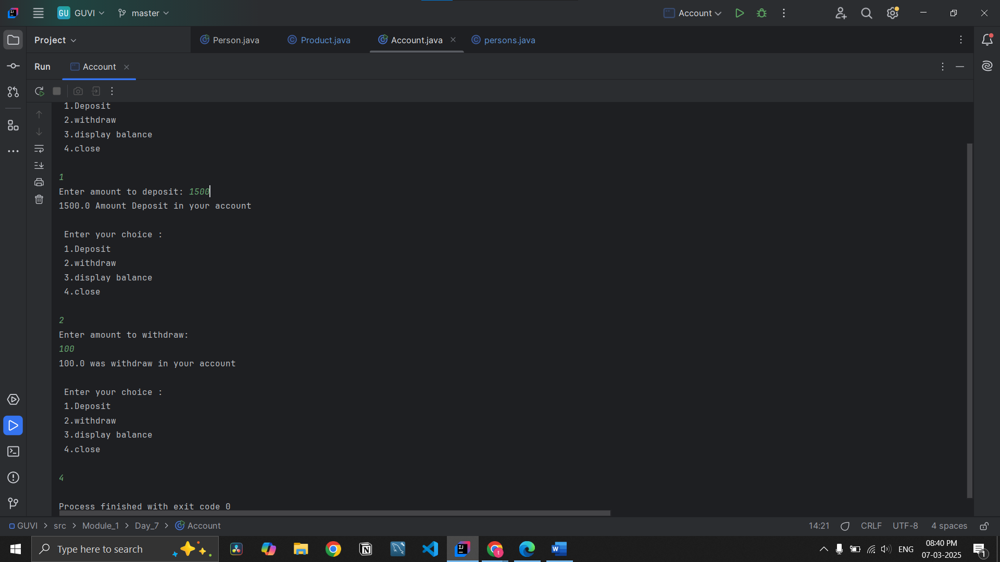 GU GUVI master Account
Project Person.java Product.java Account.java persons.java
Run Account
1.Deposit
2.withdraw
3.display balance
4.close
1
Enter amount to deposit: 1500
1500.0 Amount Deposit in your account
Enter your choice :
1.Deposit
2.withdraw
3.display balance
4.close
2
Enter amount to withdraw:
100
100.0 was withdraw in your account
Enter your choice :
1.Deposit
2.withdraw
3.display balance
4.close
4
Process finished with exit code 0
GUVI > src > Module_1 > Day_7 > Account 14:21 CRLF UTF-8 4 spaces
Type here to search ENG 08:40 PM
07-03-2025 1